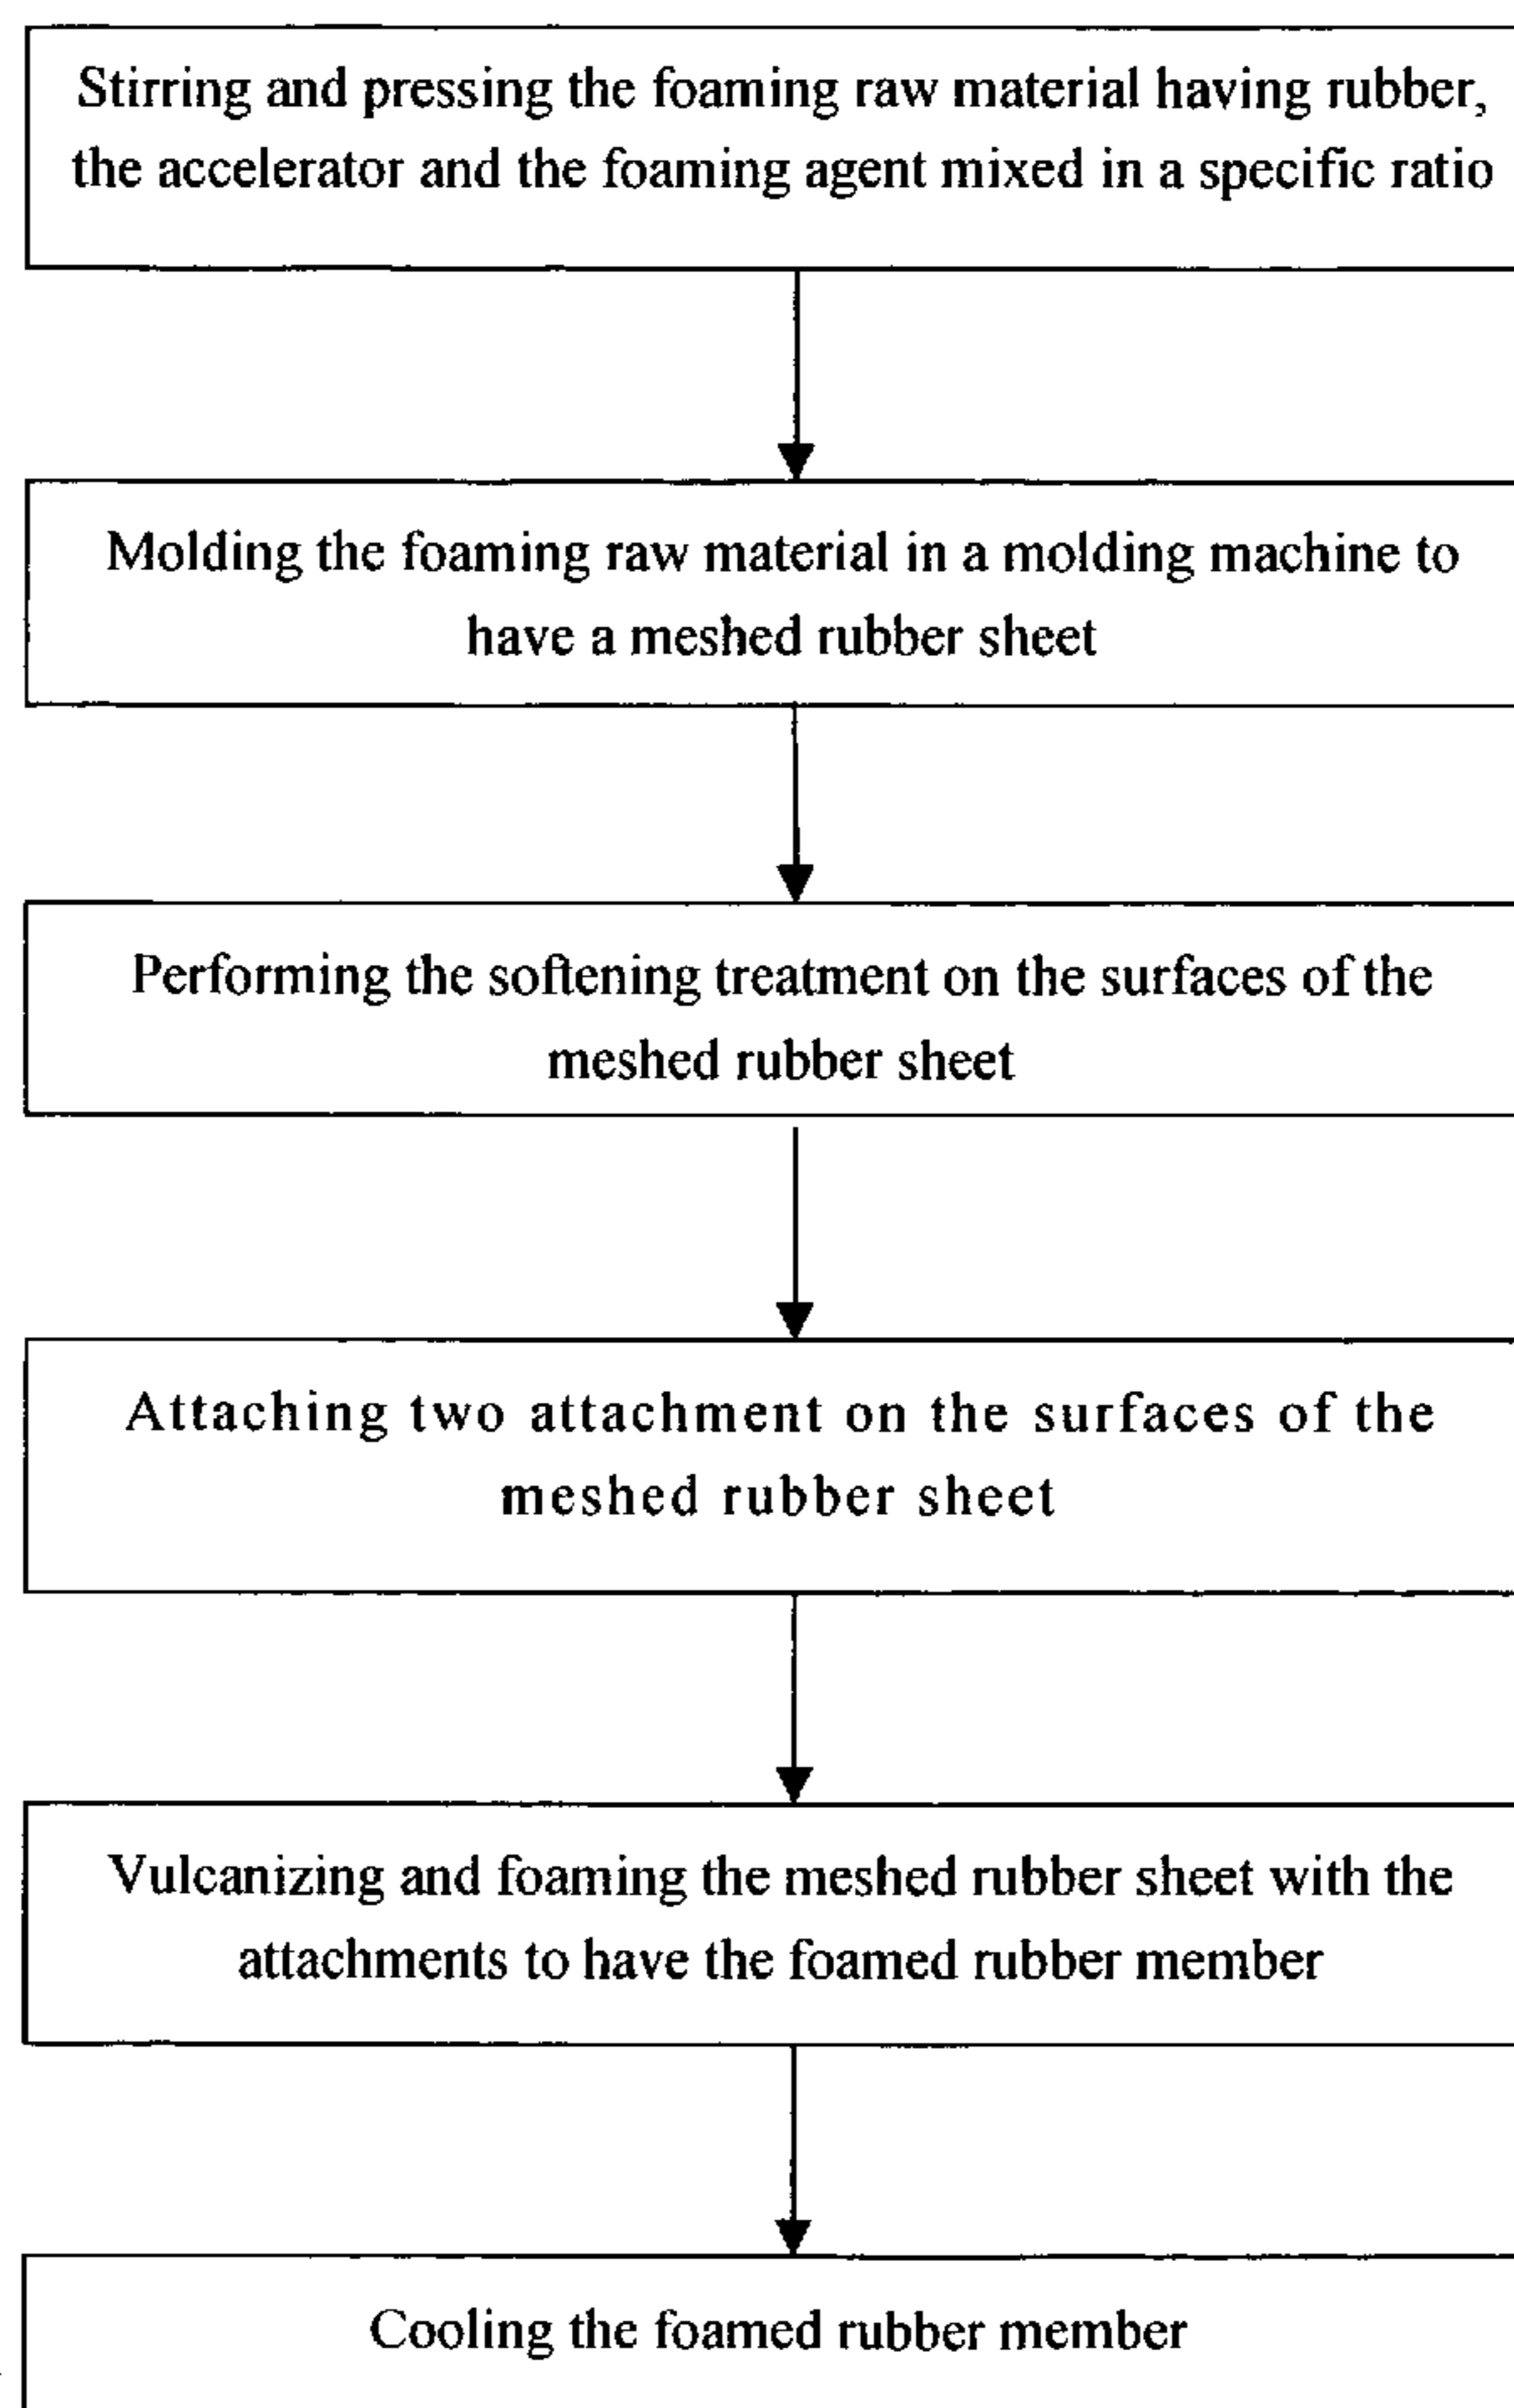 Stirring and pressing the foaming raw material having rubber,
the accelerator and the foaming agent mixed in a specific ratio
Molding the foaming raw material in a molding machine to
have a meshed rubber sheet
Performing the softening treatment on the surfaces of the
meshed rubber sheet
Attaching two attachment on the surfaces of the
meshed rubber sheet
Vulcanizing and foaming the meshed rubber sheet with the
attachments to have the foamed rubber member
Cooling the foamed rubber member